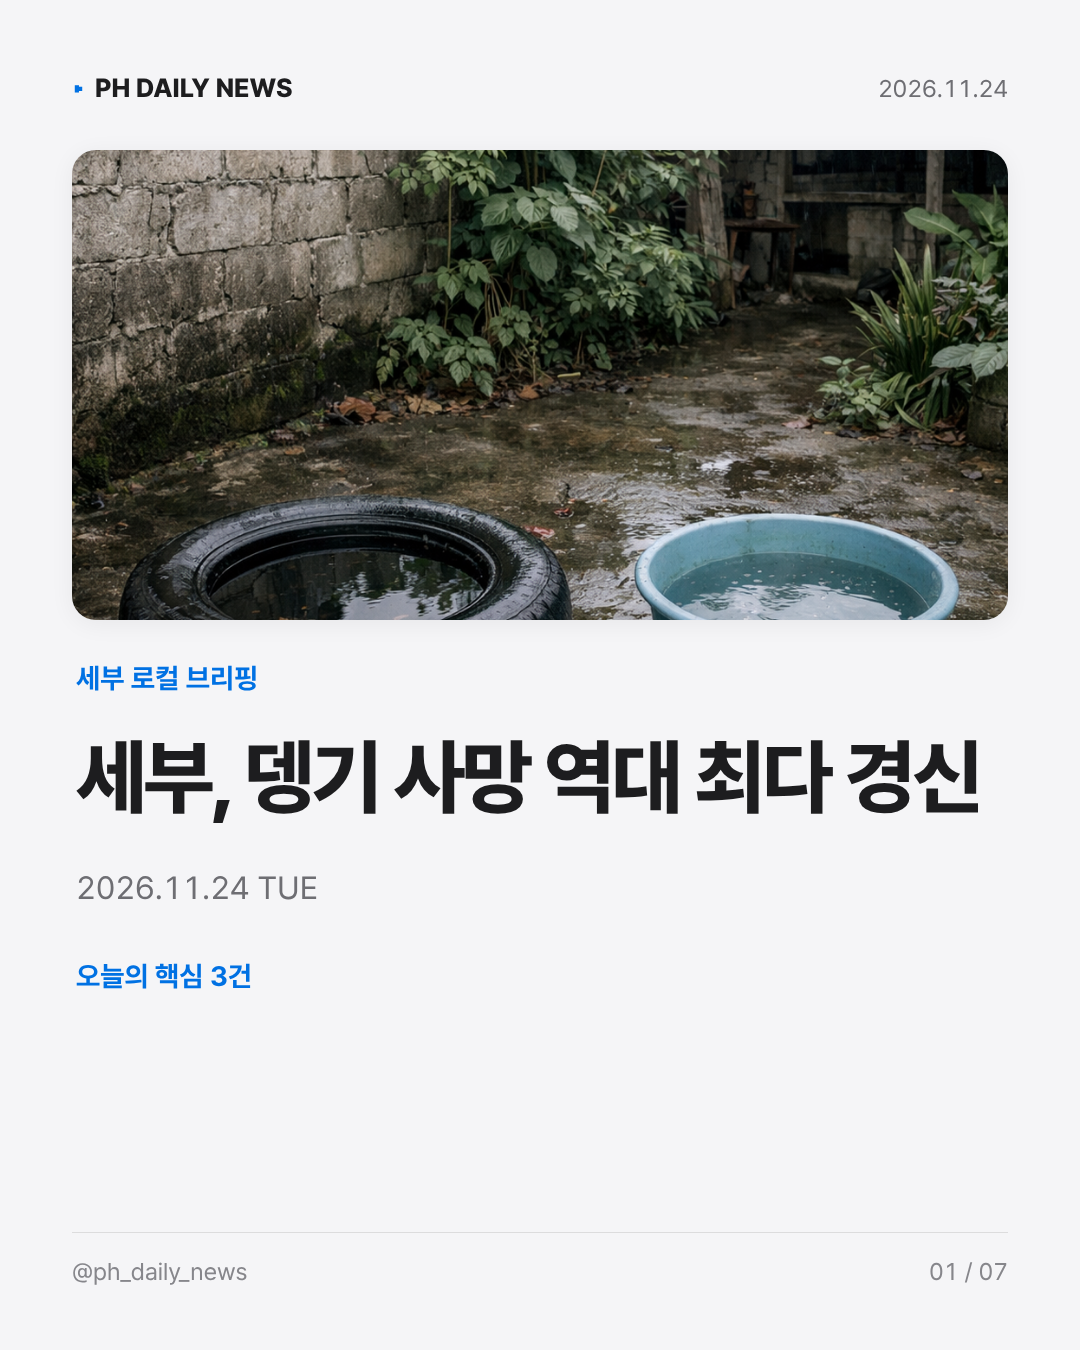 PH DAILY NEWS
2026.11.24
세부 로컬 브리핑
세부, 뎅기 사망 역대 최다 경신
2026.11.24 TUE
오늘의 핵심 3건
@ph_daily_news
01 / 07